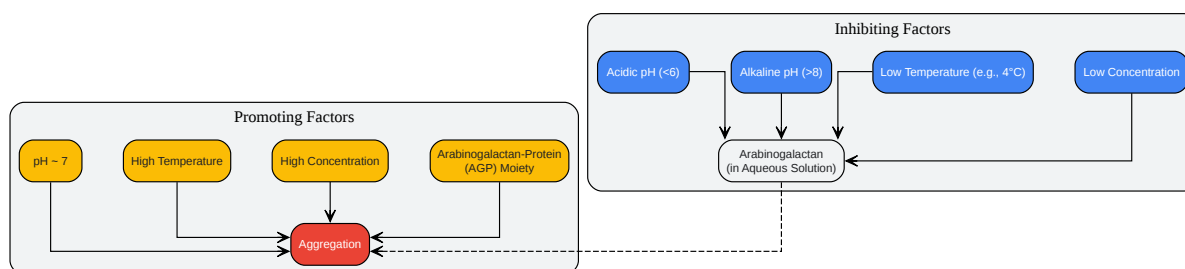 Inhibiting Factors
Acidic pH (<6)
Alkaline pH (>8)
Low Temperature (e.g., 4°C)
Low Concentration
Arabinogalactan
(in Aqueous Solution)
Promoting Factors
pH ~ 7
High Temperature
High Concentration
Arabinogalactan-Protein
(AGP) Moiety
Aggregation